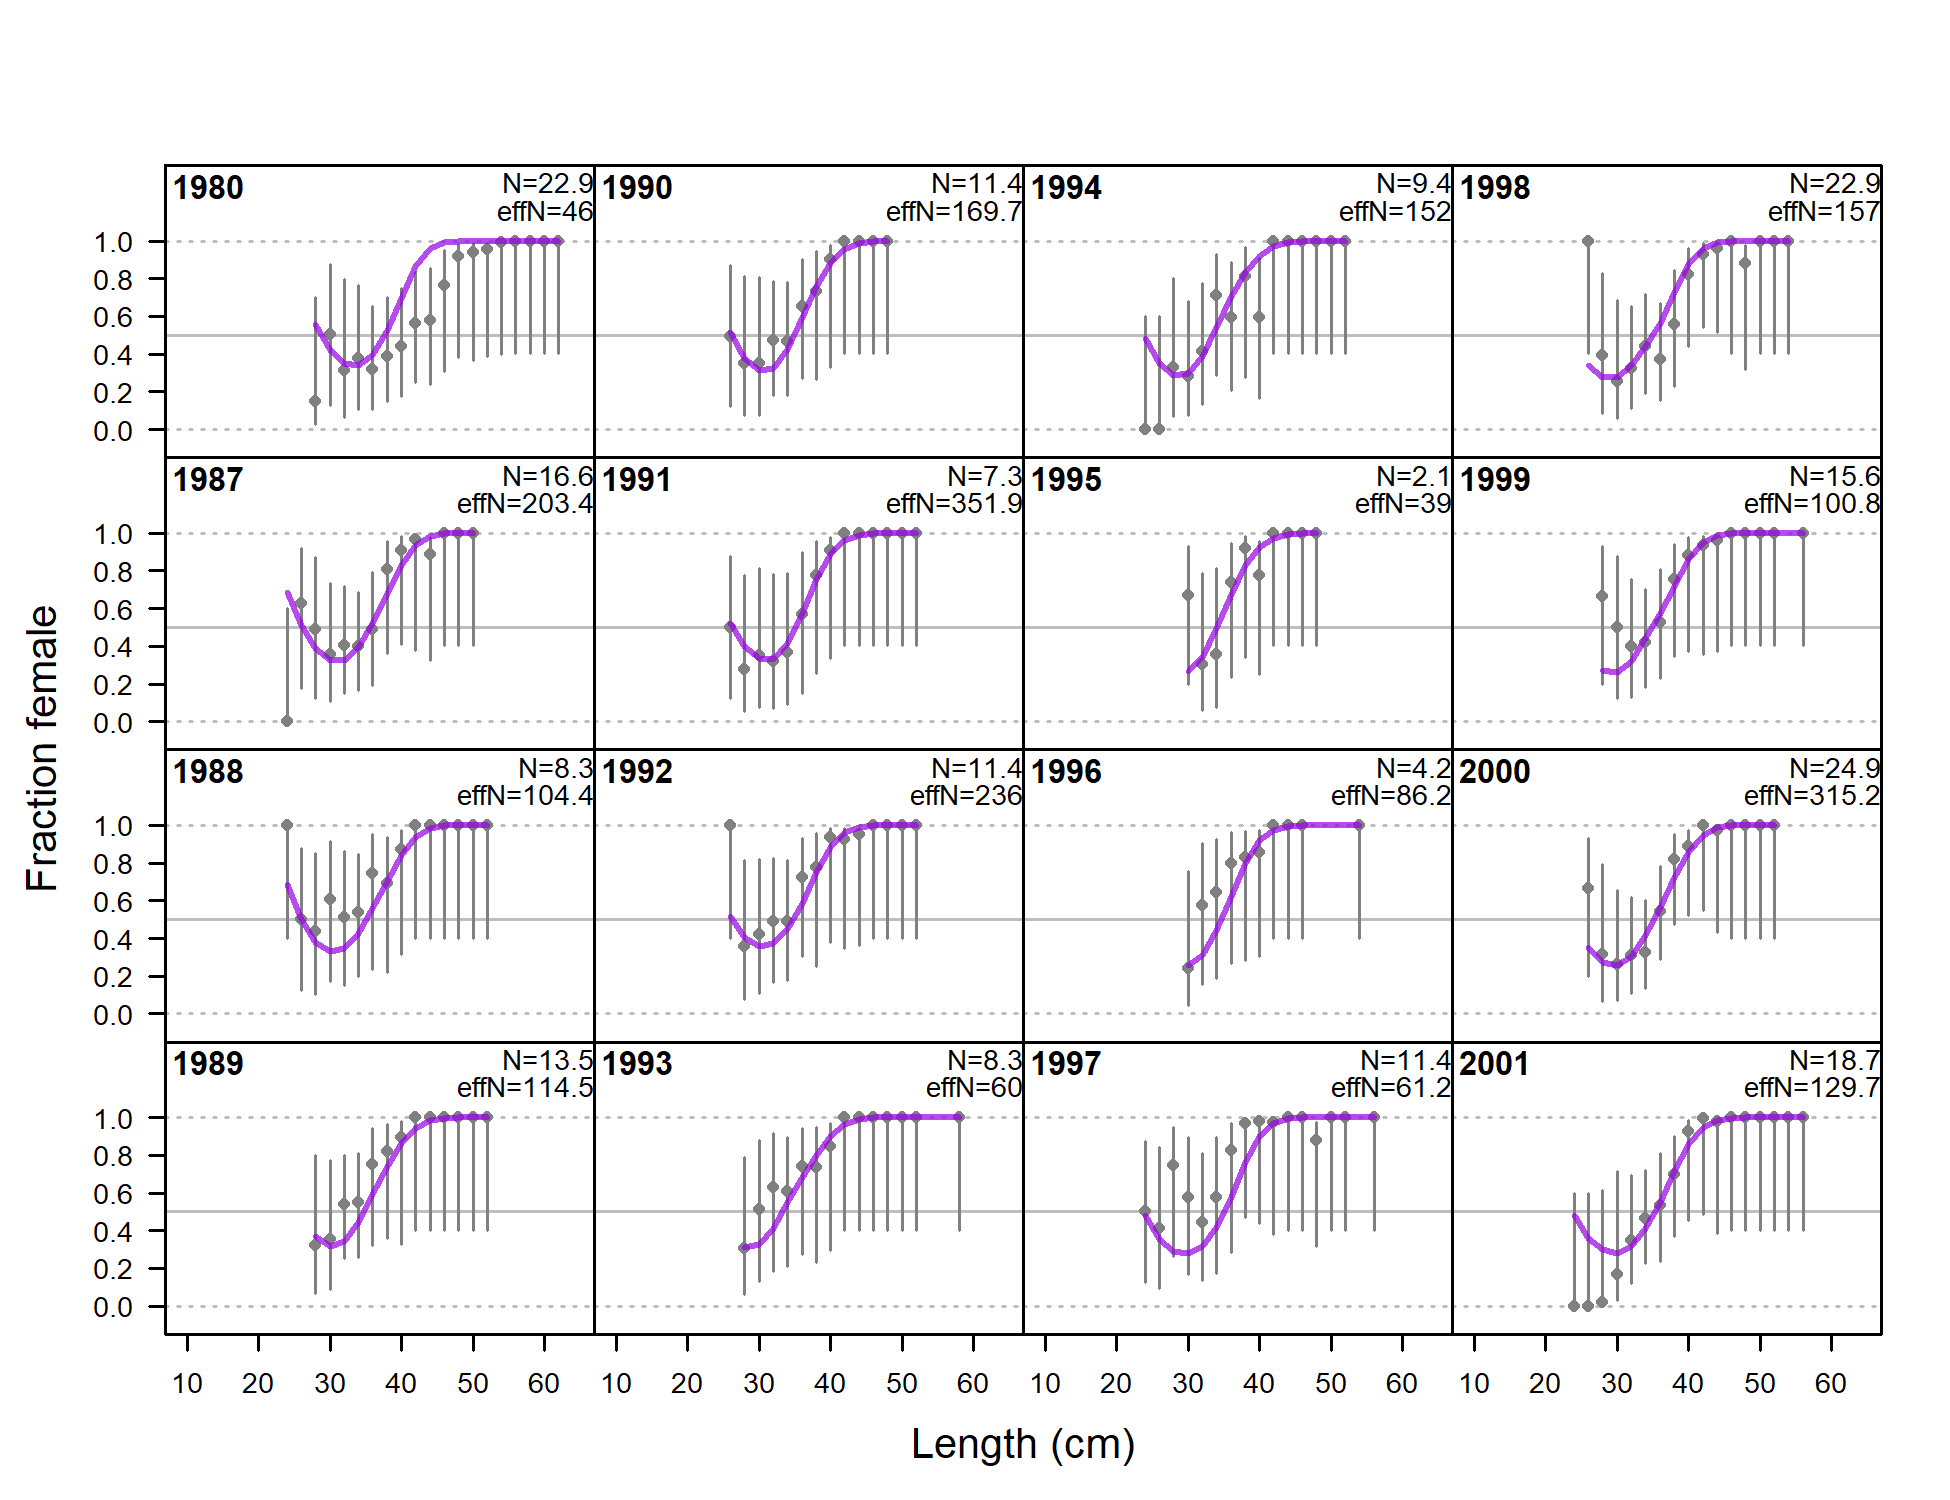 1980
N=22.9
effN=46
1990
N=11.4
effN=169.7
1994
N=9.4
effN=152
1998
N=22.9
effN=157
1.0
0.8
0.6
0.4
0.2
0.0
1987
N=16.6
effN=203.4
1991
N=7.3
effN=351.9
1995
N=2.1
effN=39
1999
N=15.6
effN=100.8
1.0
0.8
0.6
0.4
0.2
0.0
1988
N=8.3
effN=104.4
1992
N=11.4
effN=236
1996
N=4.2
effN=86.2
2000
N=24.9
effN=315.2
1.0
0.8
0.6
0.4
0.2
0.0
1989
N=13.5
effN=114.5
1993
N=8.3
effN=60
1997
N=11.4
effN=61.2
2001
N=18.7
effN=129.7
1.0
0.8
0.6
0.4
0.2
0.0
Fraction female
10 20 30 40 50 60 10 20 30 40 50 60 10 20 30 40 50 60 10 20 30 40 50 60
Length (cm)